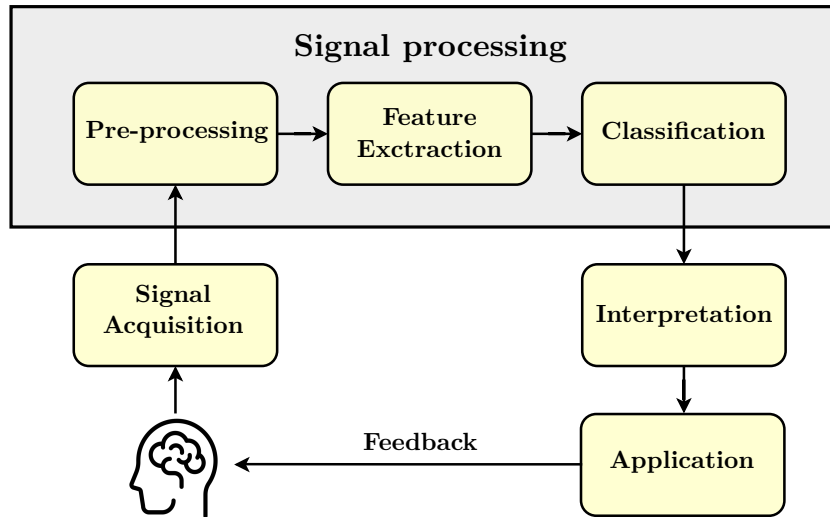 Signal processing
Pre-processing
Feature
Exctraction
Classification
Signal
Acquisition
Interpretation
Feedback
Application